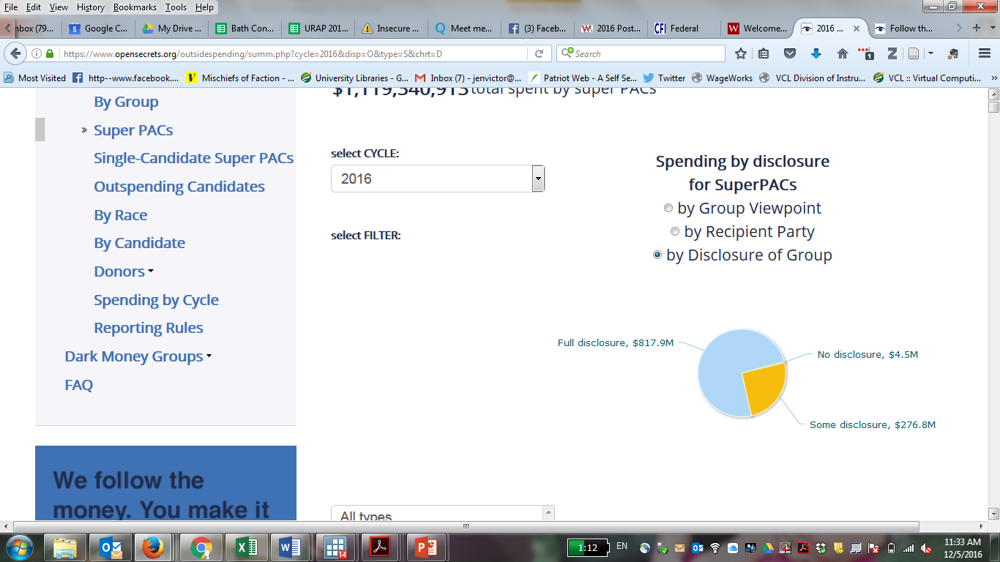 File Edit View History Bookmarks Tools Help
nbox (79... Google C... My Drive ... Bath Con... URAP 201... Insecure ... Meet me... (3) Faceb... 2016 Post... Federal Welcome... 2016 ... Follow th...
https://www.opensecrets.org/outsidespending/summ.php?cycle=2016&disp=O&type=S&chrt=D
Search
Most Visited http--www.facebook.... Mischiefs of Faction - ... University Libraries - G... Inbox (7) - jenvictor@... Patriot Web - A Self Se... Twitter WageWorks VCL Division of Instru... VCL :: Virtual Computi...
total spent by super PACs
By Group
Super PACs
Single-Candidate Super PACs
Outspending Candidates
By Race
By Candidate
Donors
Spending by Cycle
Reporting Rules
Dark Money Groups
FAQ
We follow the
money. You make it
select CYCLE:
2016
select FILTER:
All types
Spending by disclosure
for SuperPACs
by Group Viewpoint
by Recipient Party
by Disclosure of Group
Full disclosure, $817.9M
No disclosure, $4.5M
Some disclosure, $276.8M
1:12
EN
11:33 AM
12/5/2016